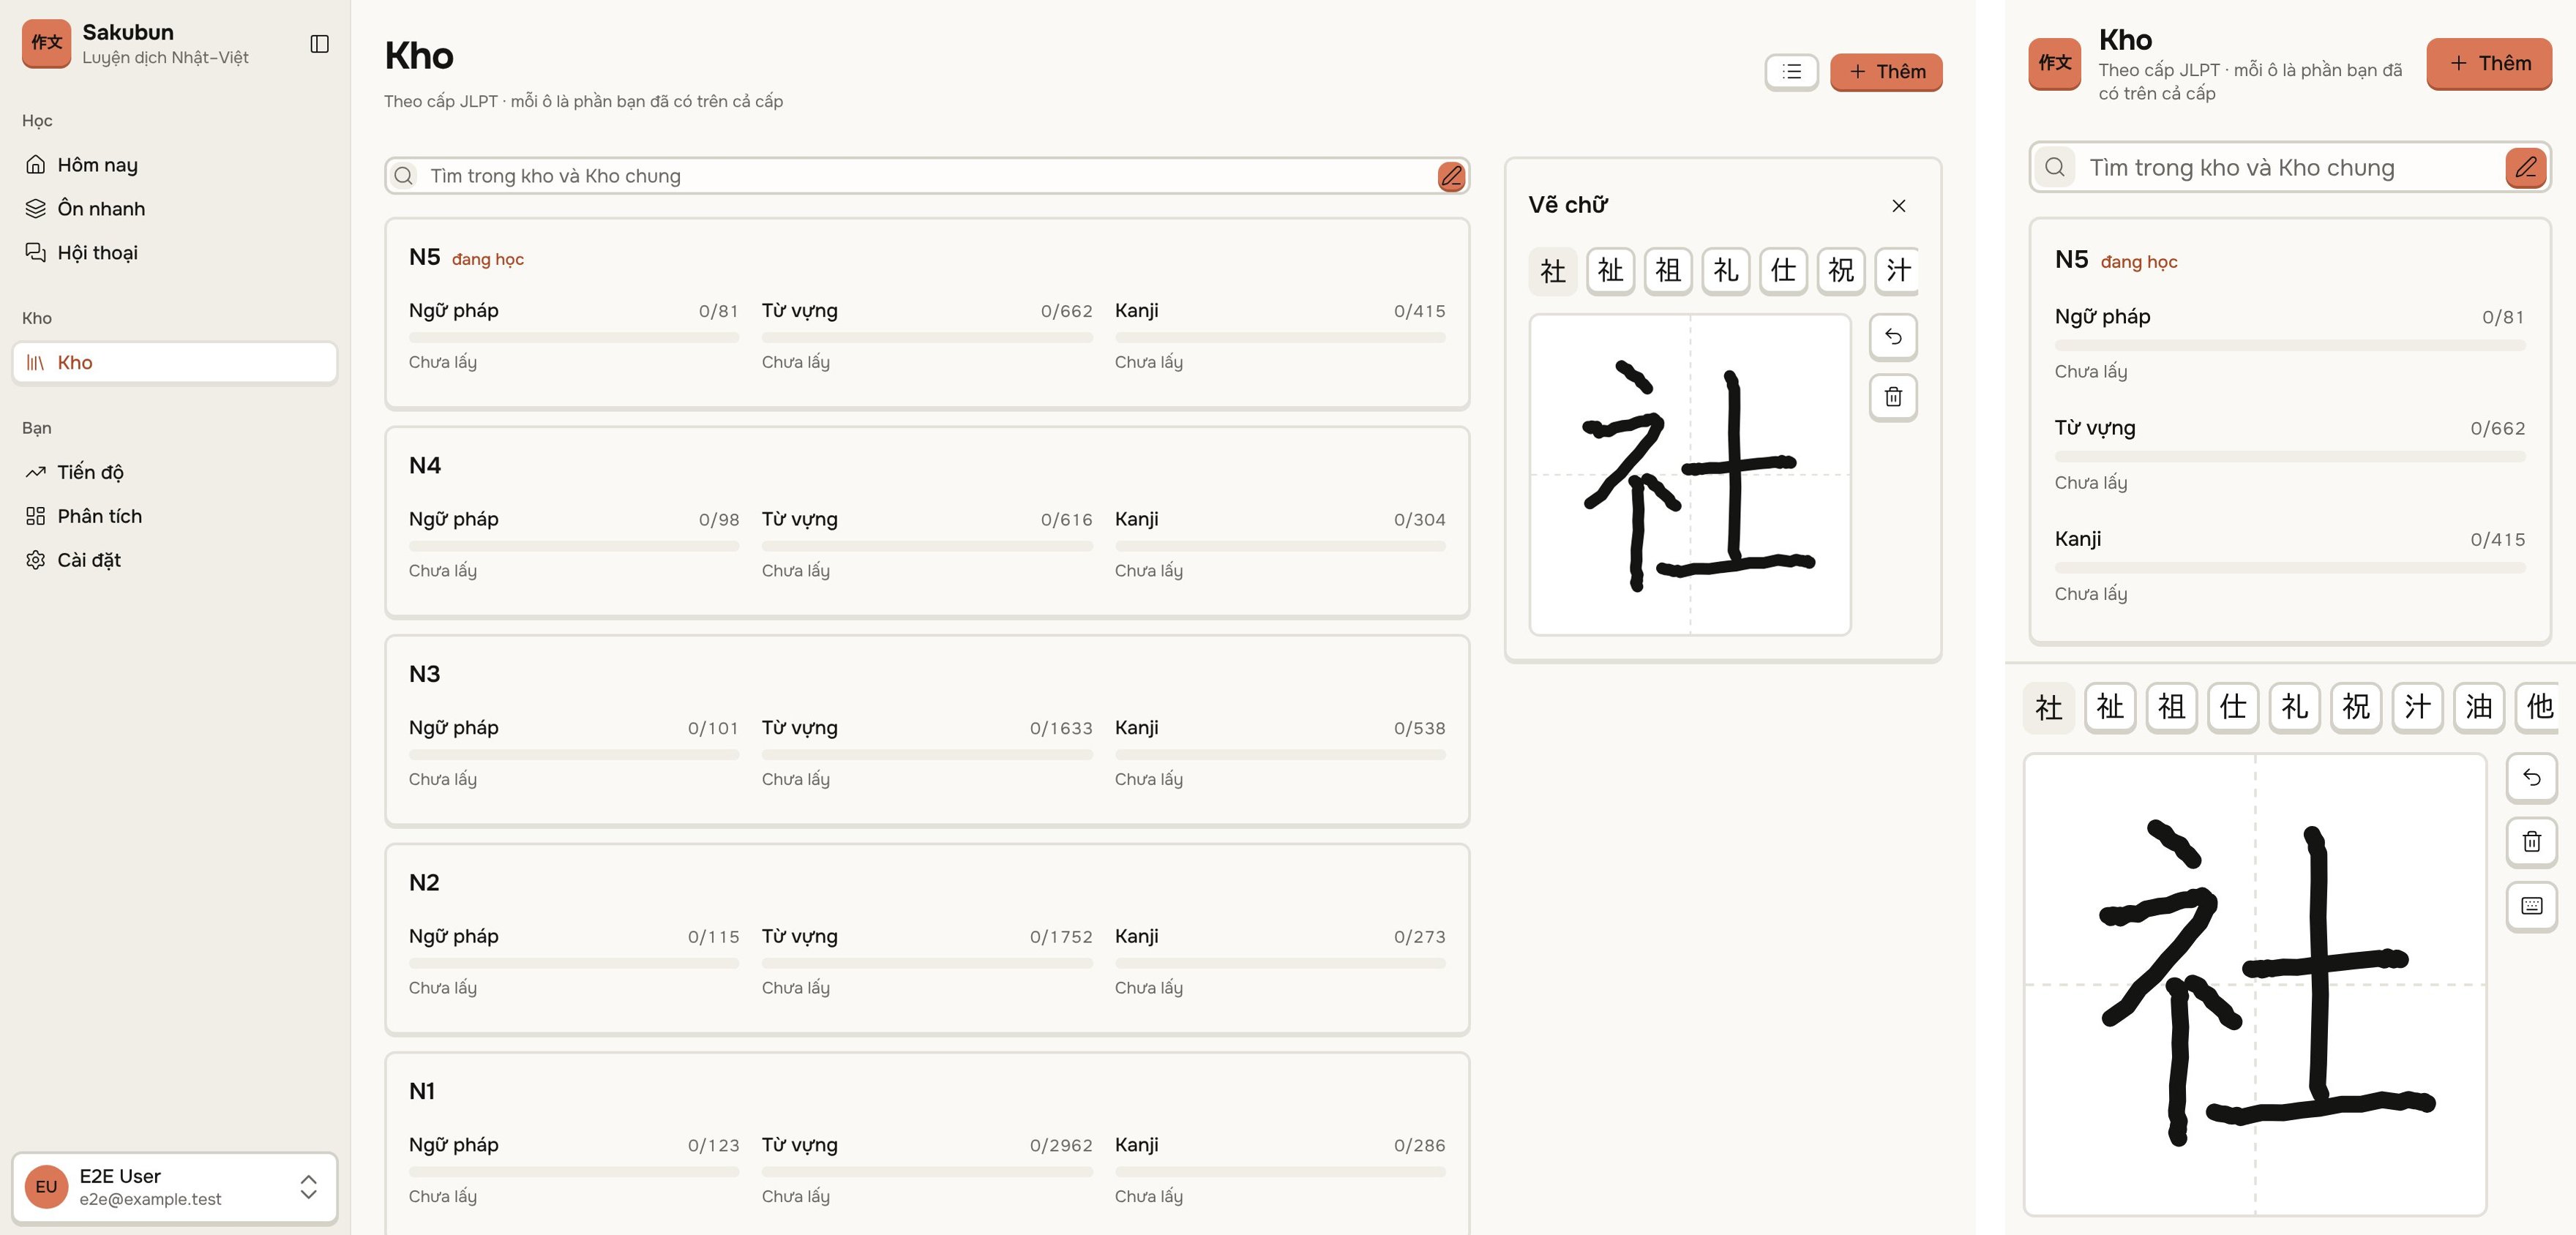 作文
Sakubun
Luyện dịch Nhật–Việt
Học
Hôm nay
Ôn nhanh
Hội thoại
Kho
Kho
Bạn
Tiến độ
Phân tích
Cài đặt
EU
E2E User
e2e@example.test
Kho
Theo cấp JLPT · mỗi ô là phần bạn đã có trên cả cấp
Thêm
Tìm trong kho và Kho chung
N5 đang học
Ngữ pháp 0/81 Từ vựng 0/662 Kanji 0/415
Chưa lấy Chưa lấy Chưa lấy
N4
Ngữ pháp 0/98 Từ vựng 0/616 Kanji 0/304
Chưa lấy Chưa lấy Chưa lấy
N3
Ngữ pháp 0/101 Từ vựng 0/1633 Kanji 0/538
Chưa lấy Chưa lấy Chưa lấy
N2
Ngữ pháp 0/115 Từ vựng 0/1752 Kanji 0/273
Chưa lấy Chưa lấy Chưa lấy
N1
Ngữ pháp 0/123 Từ vựng 0/2962 Kanji 0/286
Chưa lấy Chưa lấy Chưa lấy
Vẽ chữ
社 祉 祖 礼 仕 祝 汁
社
作文
Kho
Theo cấp JLPT · mỗi ô là phần bạn đã
có trên cả cấp
Thêm
Tìm trong kho và Kho chung
N5 đang học
Ngữ pháp 0/81
Chưa lấy
Từ vựng 0/662
Chưa lấy
Kanji 0/415
Chưa lấy
社 祉 祖 仕 礼 祝 汁 油 他
社